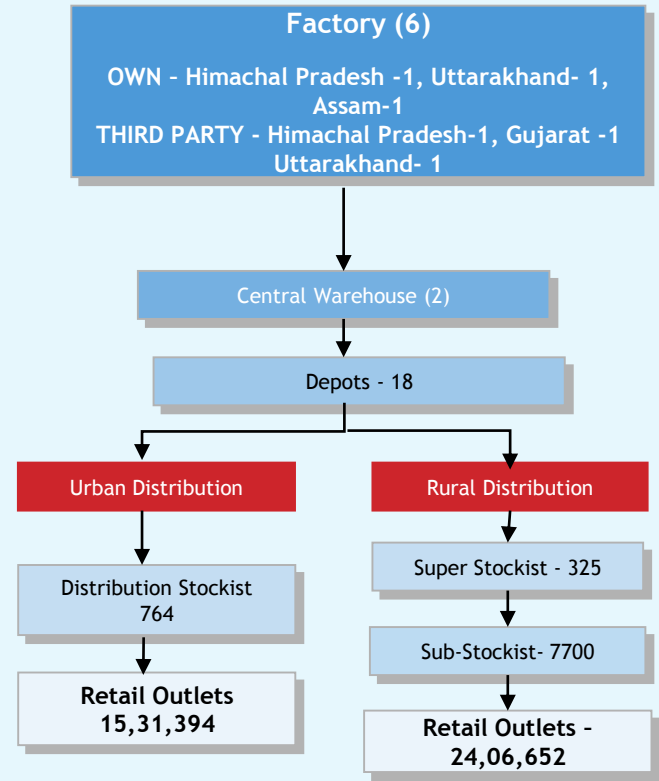 Factory (6)
OWN – Himachal Pradesh -1, Uttarakhand- 1,
Assam-1
THIRD PARTY - Himachal Pradesh-1, Gujarat -1
Uttarakhand- 1
Central Warehouse (2)
Depots - 18
Urban Distribution
Distribution Stockist
764
Retail Outlets
15,31,394
Rural Distribution
Super Stockist - 325
Sub-Stockist- 7700
Retail Outlets –
24,06,652